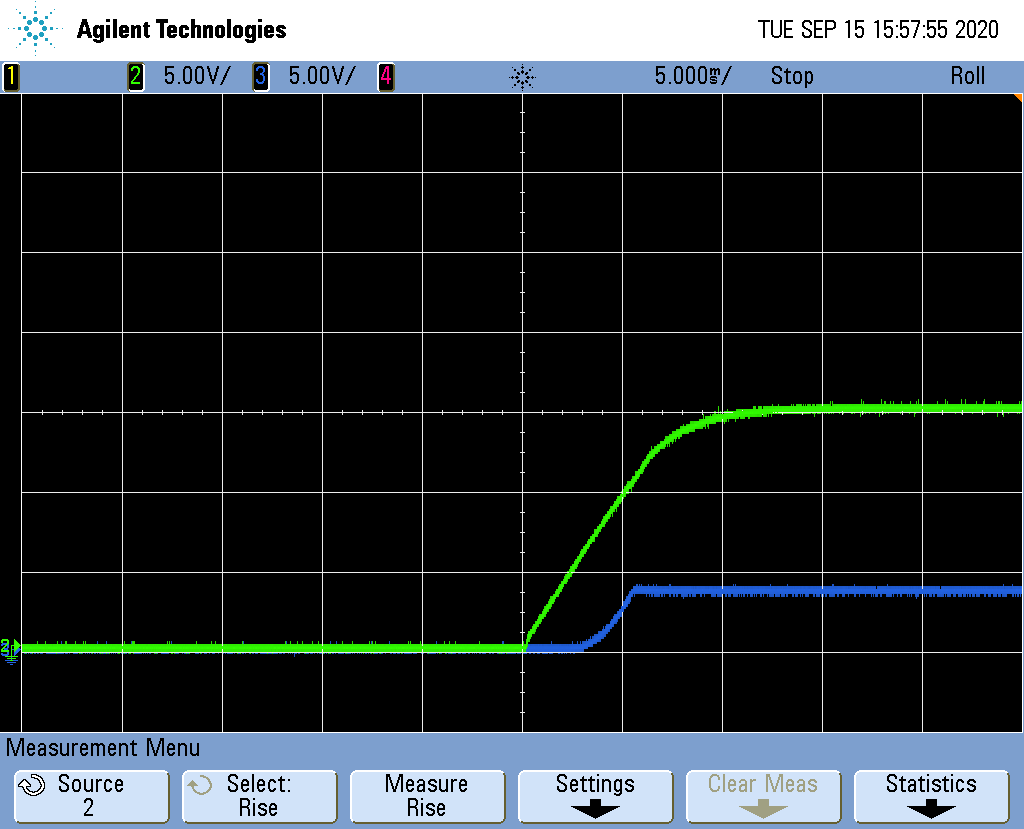 Agilent Technologies TUE SEP 15 15:57:55 2020
1 2 5.00V/ 3 5.00V/ 4 5.000ms/ Stop Roll
2
Measurement Menu
Source Select: Measure Settings Clear Meas Statistics
2 Rise Rise